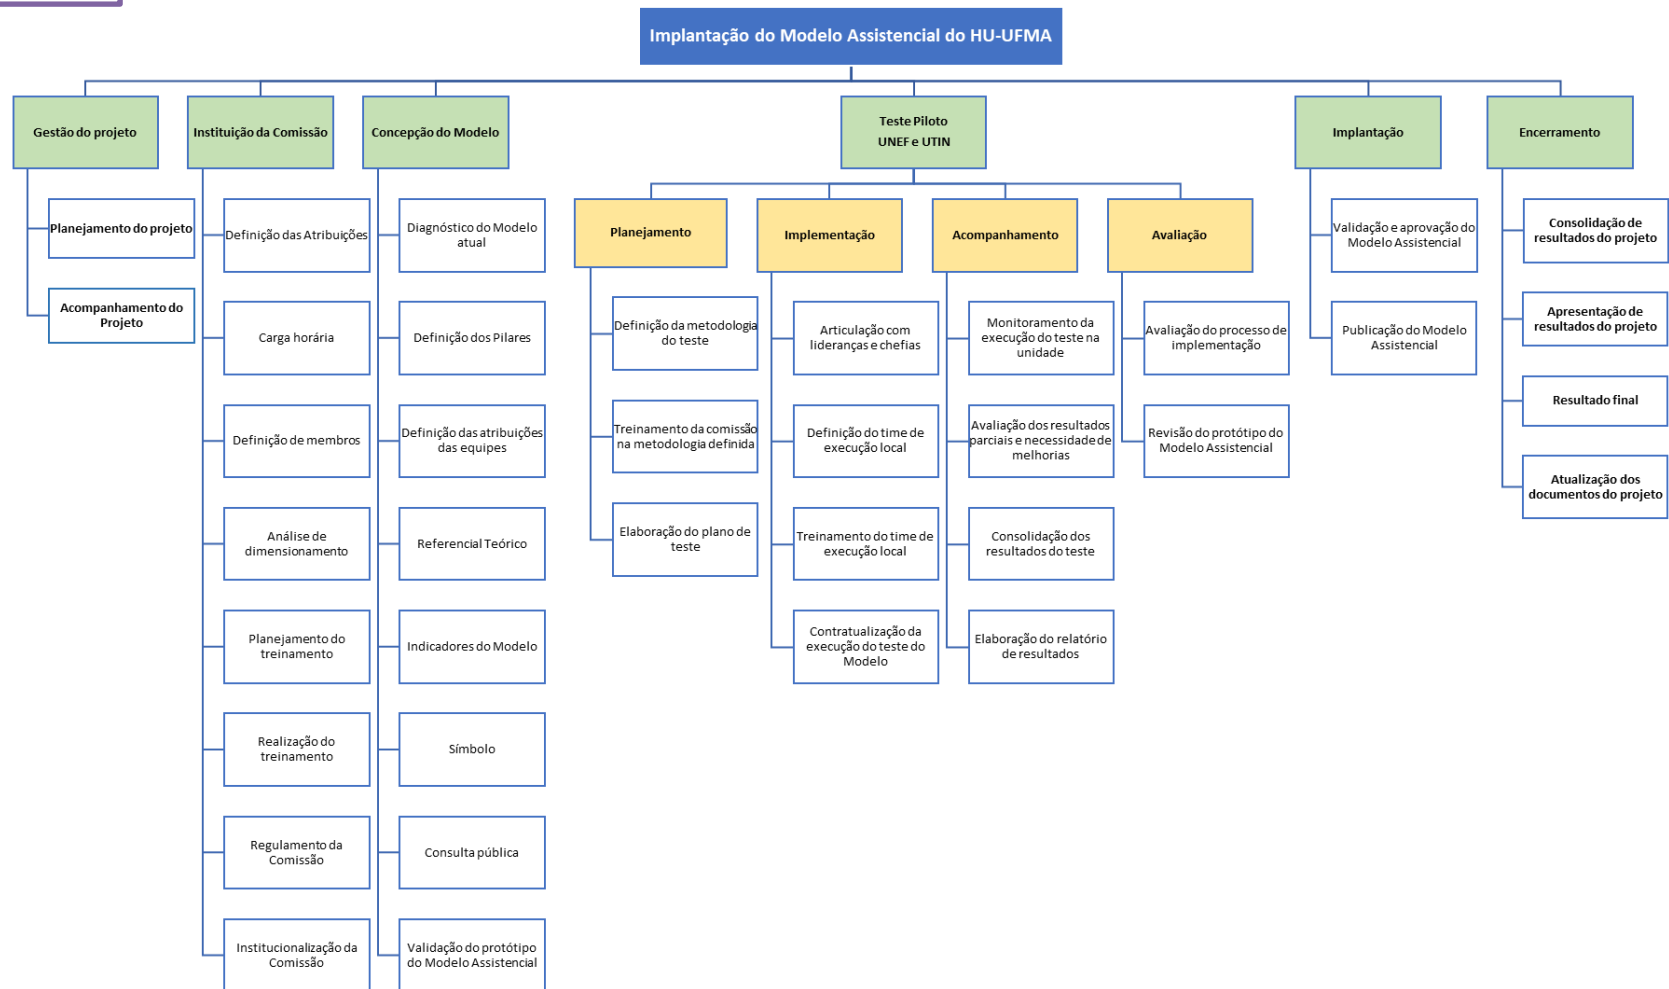 Implantação do Modelo Assistencial do HU-UFMA
Gestão do projeto
Planejamento do projeto
Acompanhamento do
Projeto
Instituição da Comissão
Definição das Atribuições
Carga horária
Definição de membros
Análise de
dimensionamento
Planejamento do
treinamento
Realização do
treinamento
Regulamento da
Comissão
Institucionalização da
Comissão
Concepção do Modelo
Diagnóstico do Modelo
atual
Definição dos Pilares
Definição das atribuições
das equipes
Referencial Teórico
Indicadores do Modelo
Símbolo
Consulta pública
Validação do protótipo
do Modelo Assistencial
Teste Piloto
UNEF e UTIN
Planejamento
Definição da metodologia
do teste
Treinamento da comissão
na metodologia definida
Elaboração do plano de
teste
Implementação
Articulação com
lideranças e chefias
Definição do time de
execução local
Treinamento do time de
execução local
Contratualização da
execução do teste do
Modelo
Acompanhamento
Monitoramento da
execução do teste na
unidade
Avaliação dos resultados
parciais e necessidade de
melhorias
Consolidação dos
resultados do teste
Elaboração do relatório
de resultados
Avaliação
Avaliação do processo de
implementação
Revisão do protótipo do
Modelo Assistencial
Implantação
Validação e aprovação do
Modelo Assistencial
Publicação do Modelo
Assistencial
Encerramento
Consolidação de
resultados do projeto
Apresentação de
resultados do projeto
Resultado final
Atualização dos
documentos do projeto